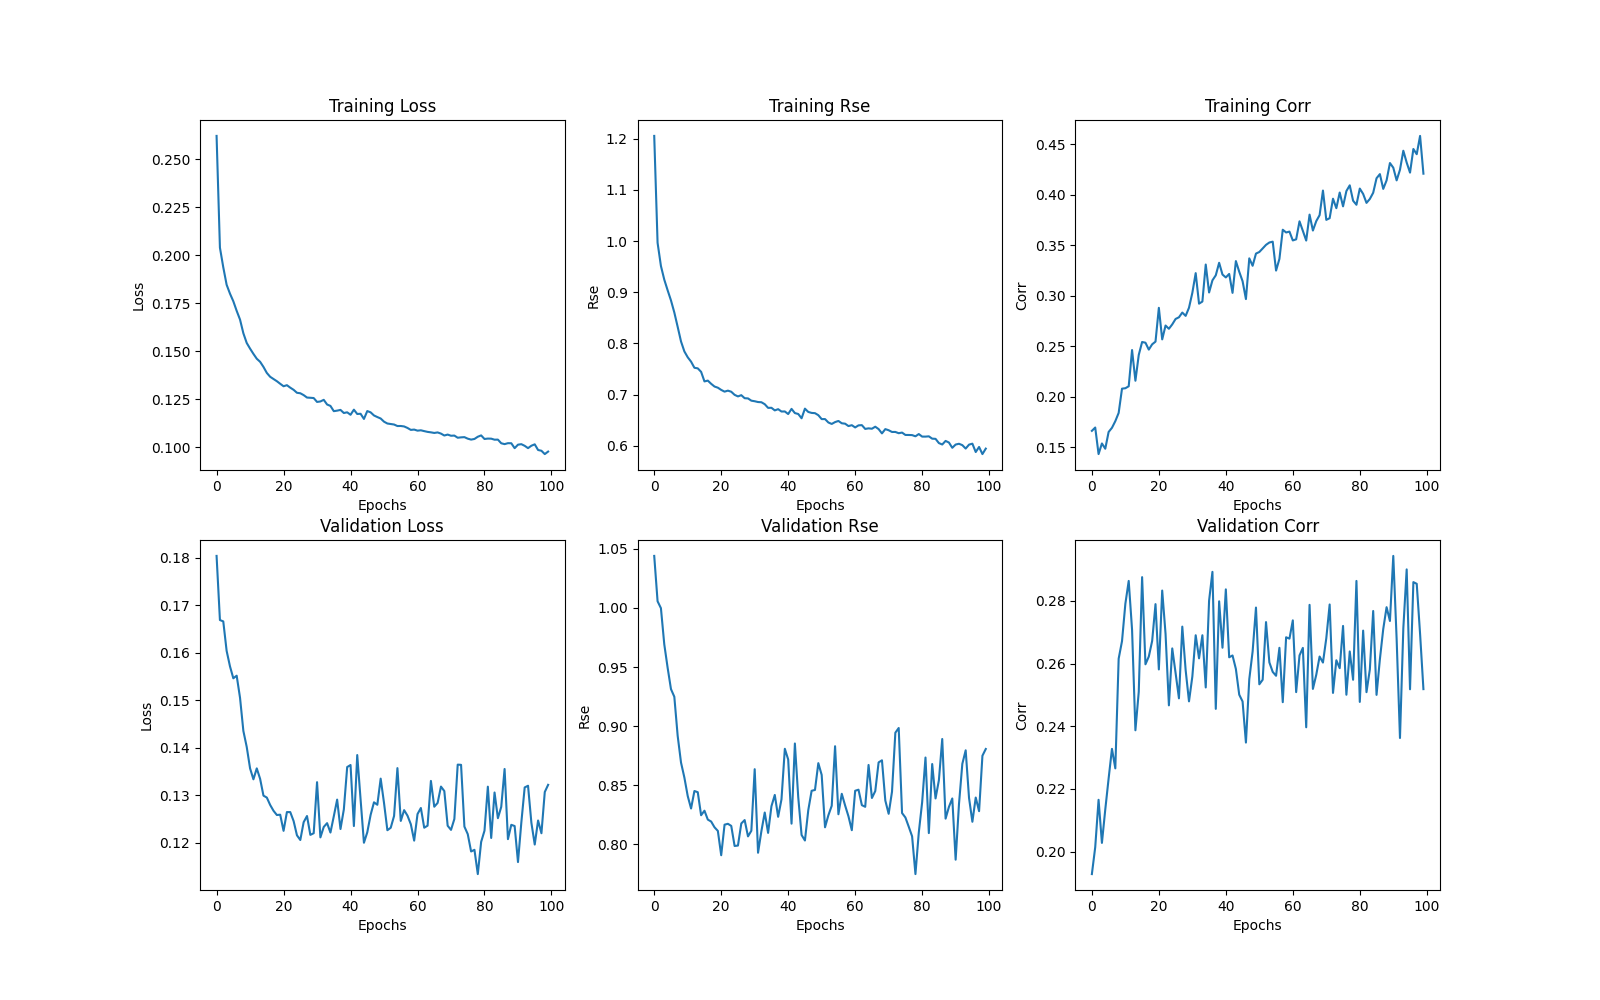 Training Loss
Loss
0.250
0.225
0.200
0.175
0.150
0.125
0.100
0 20 40 60 80 100
Epochs
Training Rse
Rse
1.2
1.1
1.0
0.9
0.8
0.7
0.6
0 20 40 60 80 100
Epochs
Training Corr
Corr
0.45
0.40
0.35
0.30
0.25
0.20
0.15
0 20 40 60 80 100
Epochs
Validation Loss
Loss
0.18
0.17
0.16
0.15
0.14
0.13
0.12
0 20 40 60 80 100
Epochs
Validation Rse
Rse
1.05
1.00
0.95
0.90
0.85
0.80
0 20 40 60 80 100
Epochs
Validation Corr
Corr
0.28
0.26
0.24
0.22
0.20
0 20 40 60 80 100
Epochs